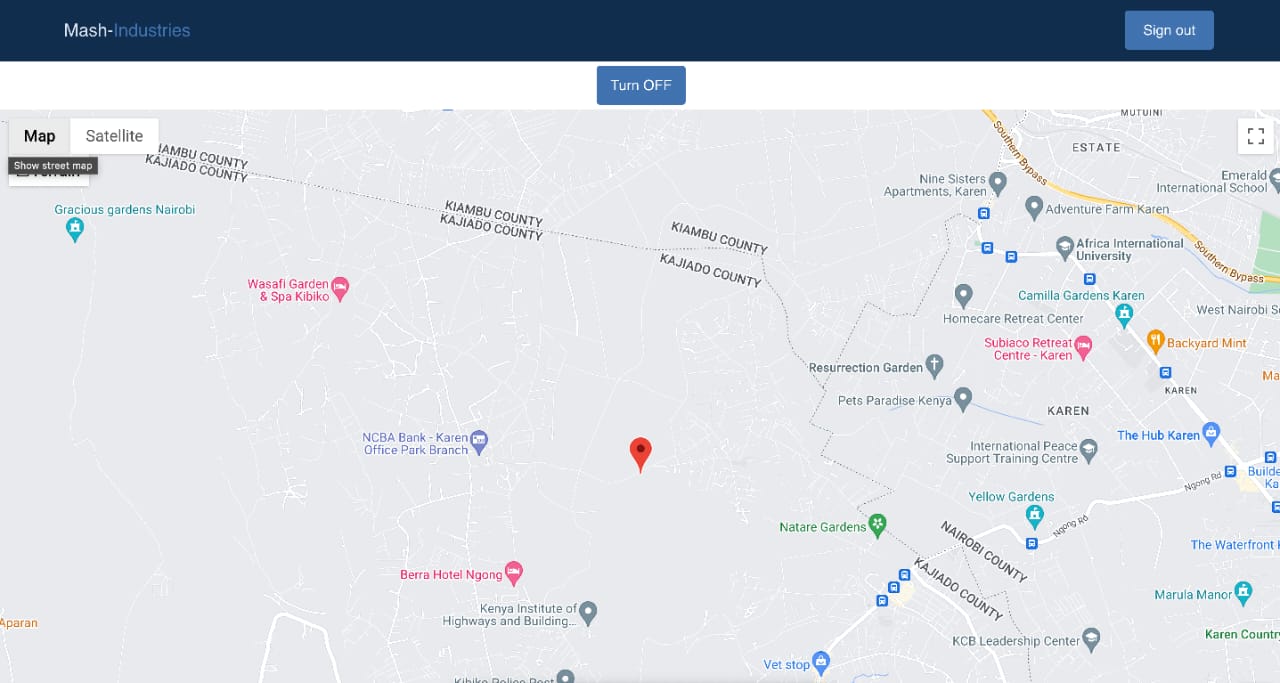 Mash-Industries
Sign out
Turn OFF
Map
Satellite
Show street map
Terrain
KIAMBU COUNTY
KAJIADO COUNTY
Gracious gardens Nairobi
KIAMBU COUNTY
KAJIADO COUNTY
KIAMBU COUNTY
KAJIADO COUNTY
Wasafi Garden
& Spa Kibiko
MUTUINI
Southern Bypass
ESTATE
Nine Sisters
Apartments, Karen
Emerald
International School
Adventure Farm Karen
Africa International
University
Southern Bypass
Camilla Gardens Karen
Homecare Retreat Center
West Nairobi S
Subiaco Retreat
Centre - Karen
Backyard Mint
Resurrection Garden
Ma
KAREN
Pets Paradise Kenya
KAREN
NCBA Bank - Karen
Office Park Branch
The Hub Karen
International Peace
Support Training Centre
Builde
Ka
Ngong Rd
Yellow Gardens
Natare Gardens
Ngong Rd
NAIROBI COUNTY
KAJIADO COUNTY
The Waterfront K
Berra Hotel Ngong
Marula Manor
Kenya Institute of
Highways and Building...
Aparan
Karen Country
KCB Leadership Center
Vet stop
Kibiko Police Post